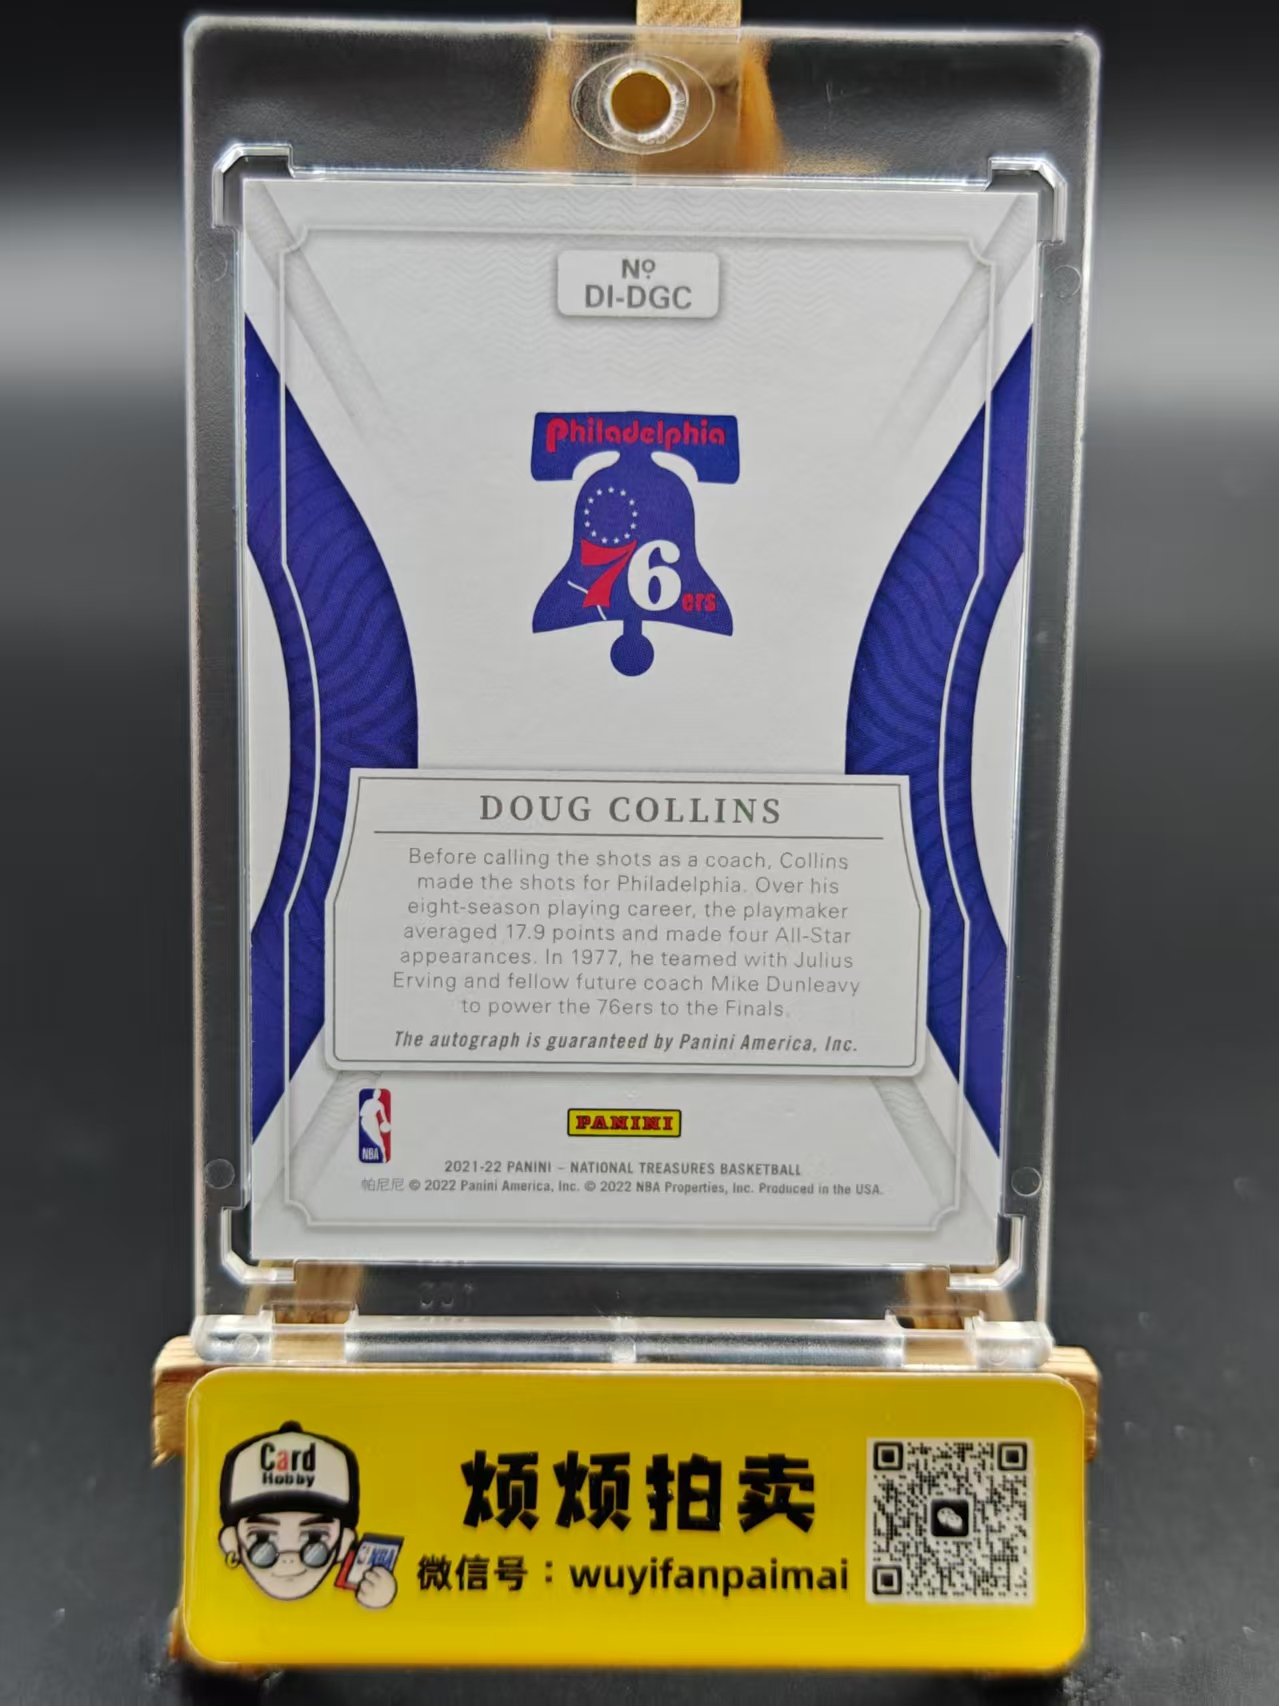 Nº
DI-DGC
Philadelphia
76ers
DOUG COLLINS
Before calling the shots as a coach, Collins
made the shots for Philadelphia. Over his
eight-season playing career, the playmaker
averaged 17.9 points and made four All-Star
appearances. In 1977, he teamed with Julius
Erving and fellow future coach Mike Dunleavy
to power the 76ers to the Finals.
The autograph is guaranteed by Panini America, Inc.
NBA
PANINI
2021-22 PANINI – NATIONAL TREASURES BASKETBALL
帕尼尼 © 2022 Panini America, Inc. © 2022 NBA Properties, Inc. Produced in the USA.
Card
Hobby
NBA
烦烦拍卖
微信号：wuyifanpaimai